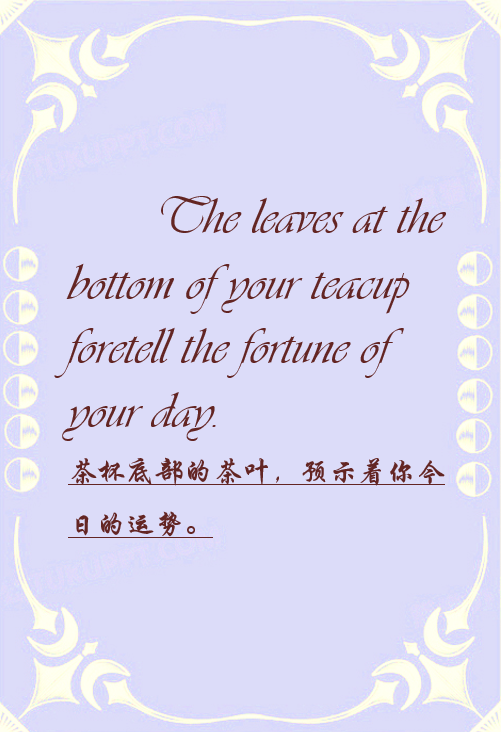 The leaves at the
bottom of your teacup
foretell the fortune of
your day.
茶杯底部的茶叶，预示着你今
日的运势。